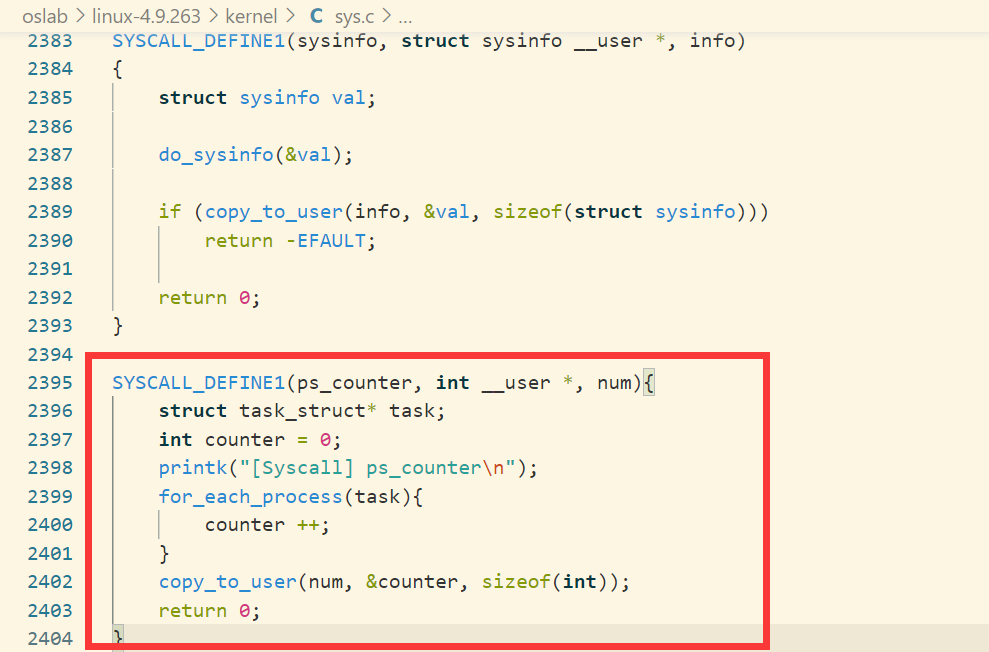 oslab > linux-4.9.263 > kernel > C sys.c > ...
2383 SYSCALL_DEFINE1(sysinfo, struct sysinfo __user *, info)
2384 {
2385     struct sysinfo val;
2386
2387     do_sysinfo(&val);
2388
2389     if (copy_to_user(info, &val, sizeof(struct sysinfo)))
2390         return -EFAULT;
2391
2392     return 0;
2393 }
2394
2395 SYSCALL_DEFINE1(ps_counter, int __user *, num){
2396     struct task_struct* task;
2397     int counter = 0;
2398     printk("[Syscall] ps_counter\n");
2399     for_each_process(task){
2400         counter ++;
2401     }
2402     copy_to_user(num, &counter, sizeof(int));
2403     return 0;
2404 }